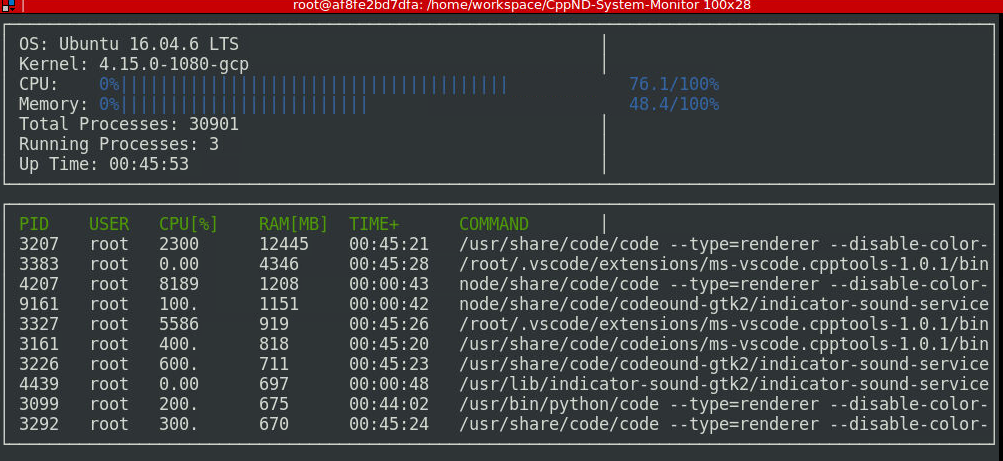 root@af8fe2bd7dfa: /home/workspace/CppND-System-Monitor 100x28
OS: Ubuntu 16.04.6 LTS
Kernel: 4.15.0-1080-gcp
CPU: 0%||||||||||||||||||||||||||||||||||||||| 76.1/100%
Memory: 0%||||||||||||||||||||||||| 48.4/100%
Total Processes: 30901
Running Processes: 3
Up Time: 00:45:53
PID USER CPU[%] RAM[MB] TIME+ COMMAND
3207 root 2300 12445 00:45:21 /usr/share/code/code --type=renderer --disable-color-
3383 root 0.00 4346 00:45:28 /root/.vscode/extensions/ms-vscode.cpptools-1.0.1/bin
4207 root 8189 1208 00:00:43 node/share/code/code --type=renderer --disable-color-
9161 root 100. 1151 00:00:42 node/share/codeound-gtk2/indicator-sound-service
3327 root 5586 919 00:45:26 /root/.vscode/extensions/ms-vscode.cpptools-1.0.1/bin
3161 root 400. 818 00:45:20 /usr/share/code/codeions/ms-vscode.cpptools-1.0.1/bin
3226 root 600. 711 00:45:23 /usr/share/codeound-gtk2/indicator-sound-service
4439 root 0.00 697 00:00:48 /usr/lib/indicator-sound-gtk2/indicator-sound-service
3099 root 200. 675 00:44:02 /usr/bin/python/code --type=renderer --disable-color-
3292 root 300. 670 00:45:24 /usr/share/code/code --type=renderer --disable-color-